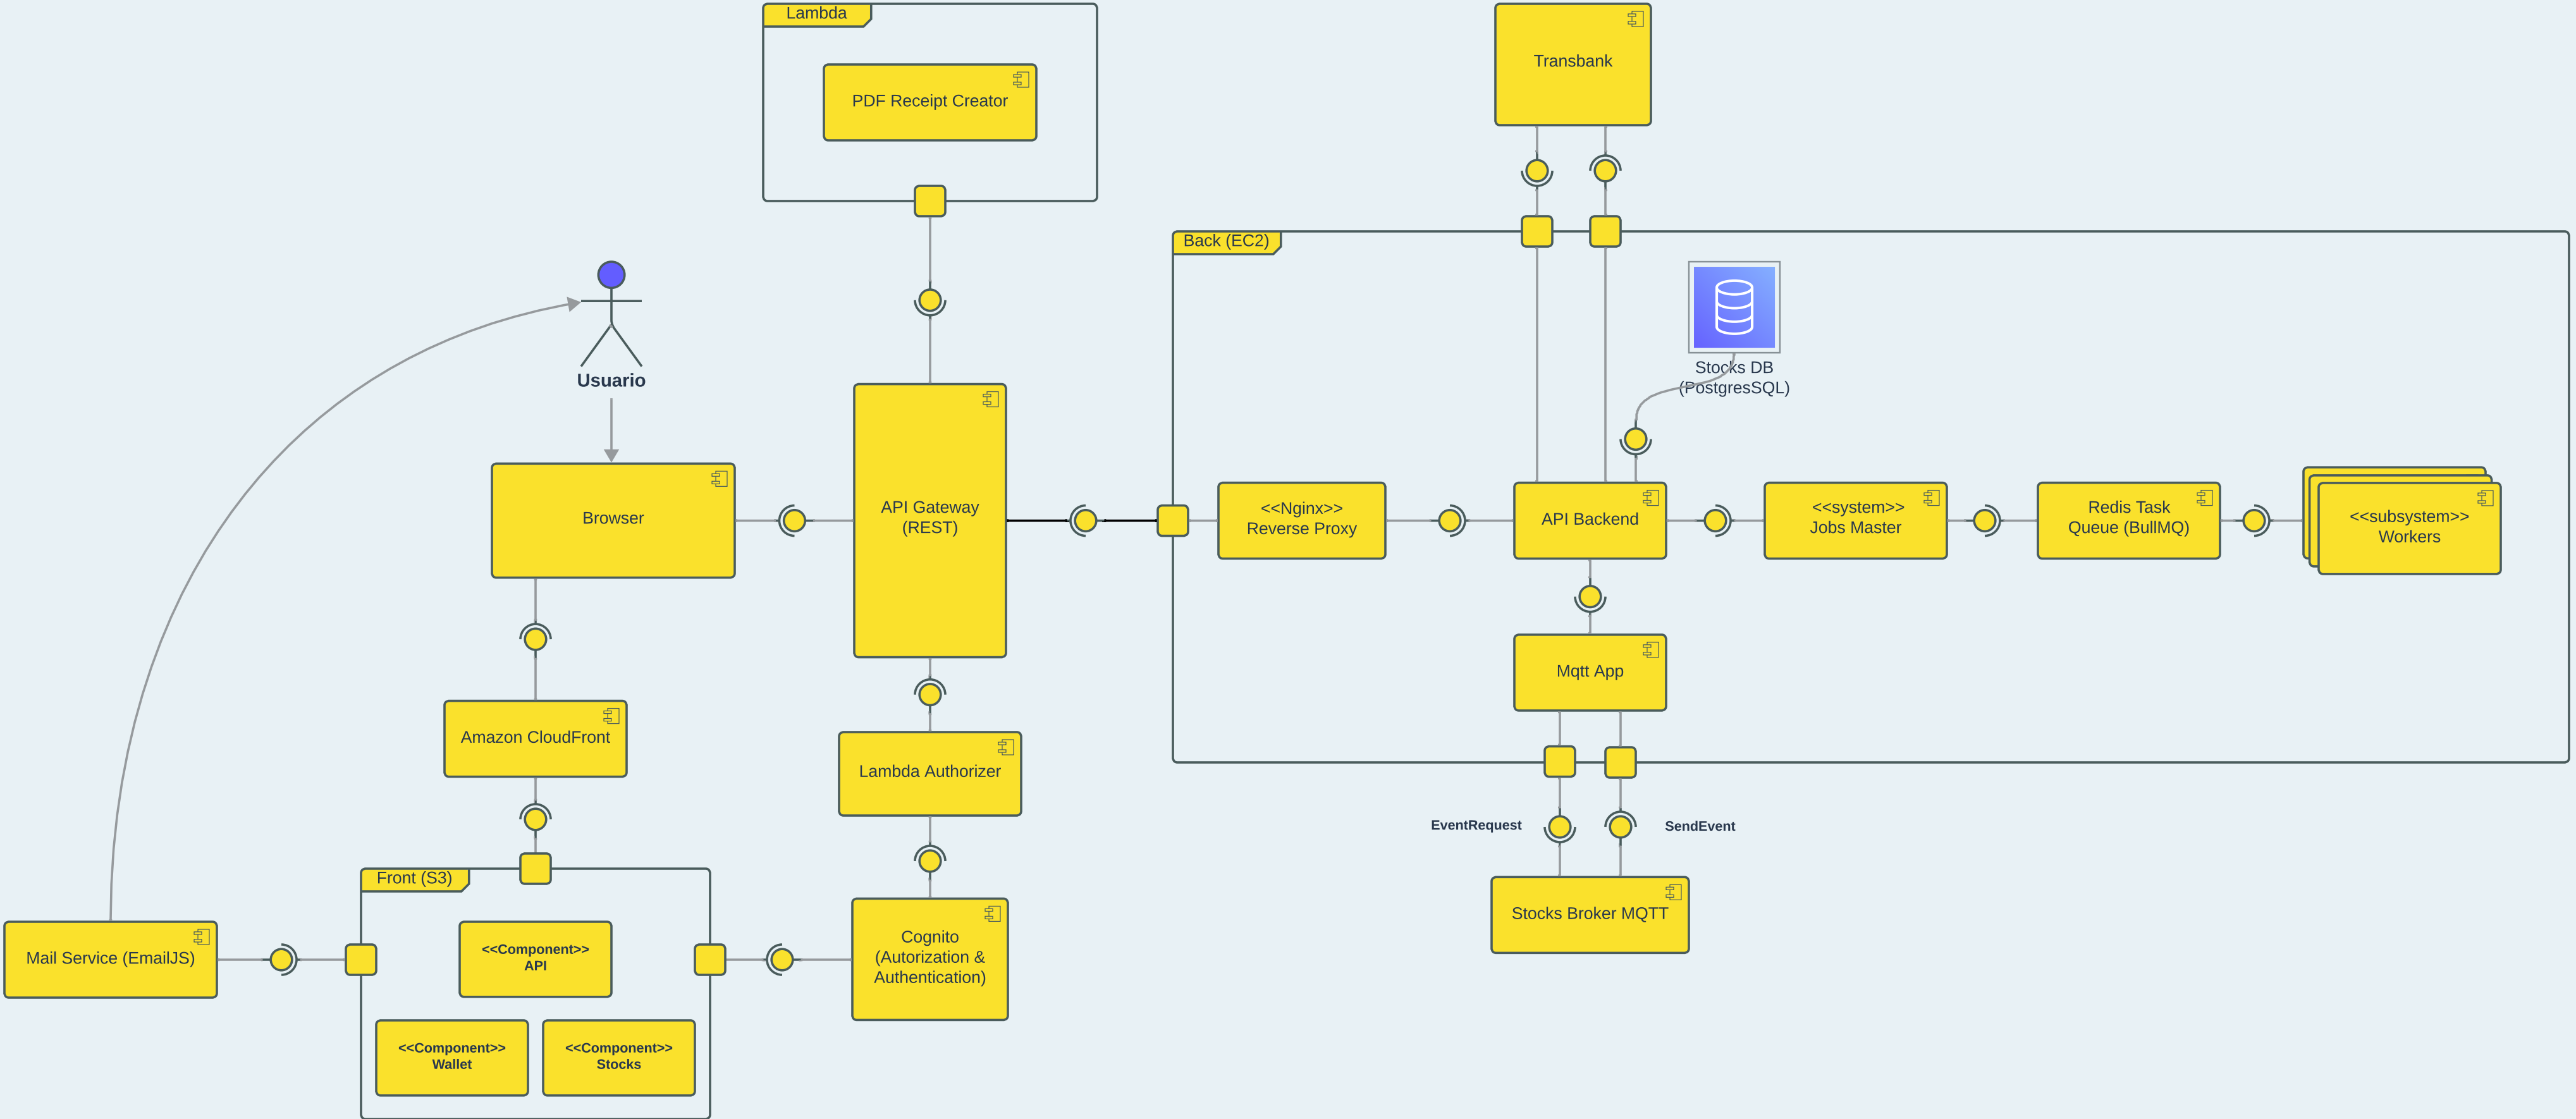 Lambda
PDF Receipt Creator
Transbank
Back (EC2)
Usuario
Stocks DB
(PostgresSQL)
Browser
API Gateway
(REST)
<<Nginx>>
Reverse Proxy
API Backend
<<system>>
Jobs Master
Redis Task
Queue (BullMQ)
<<subsystem>>
Workers
Mqtt App
Amazon CloudFront
Lambda Authorizer
EventRequest
SendEvent
Front (S3)
Stocks Broker MQTT
Mail Service (EmailJS)
<<Component>>
API
Cognito
(Autorization &
Authentication)
<<Component>>
Wallet
<<Component>>
Stocks